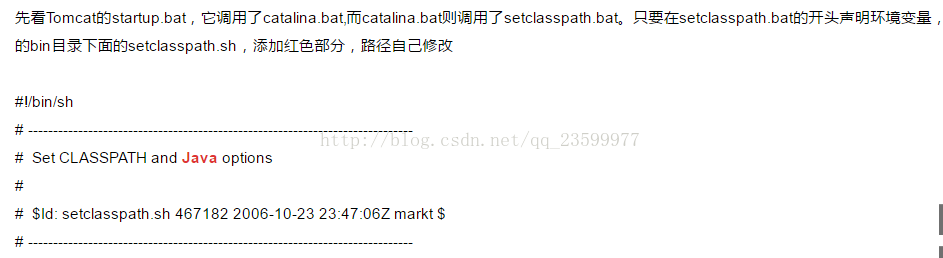 先看Tomcat的startup.bat，它调用了catalina.bat,而catalina.bat则调用了setclasspath.bat。只要在setclasspath.bat的开头声明环境变量，
的bin目录下面的setclasspath.sh，添加红色部分，路径自己修改
#!/bin/sh
# -----------------------------------------------------------------------------
http://blog.csdn.net/qq_23599977
# Set CLASSPATH and Java options
#
# $Id: setclasspath.sh 467182 2006-10-23 23:47:06Z markt $
# -----------------------------------------------------------------------------